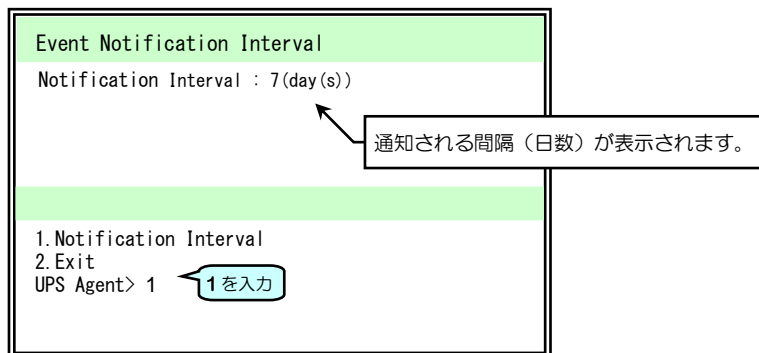 Event Notification Interval
Notification Interval : 7(day(s))
通知される間隔（日数）が表示されます。
1.Notification Interval
2.Exit
UPS Agent> 1
1を入力